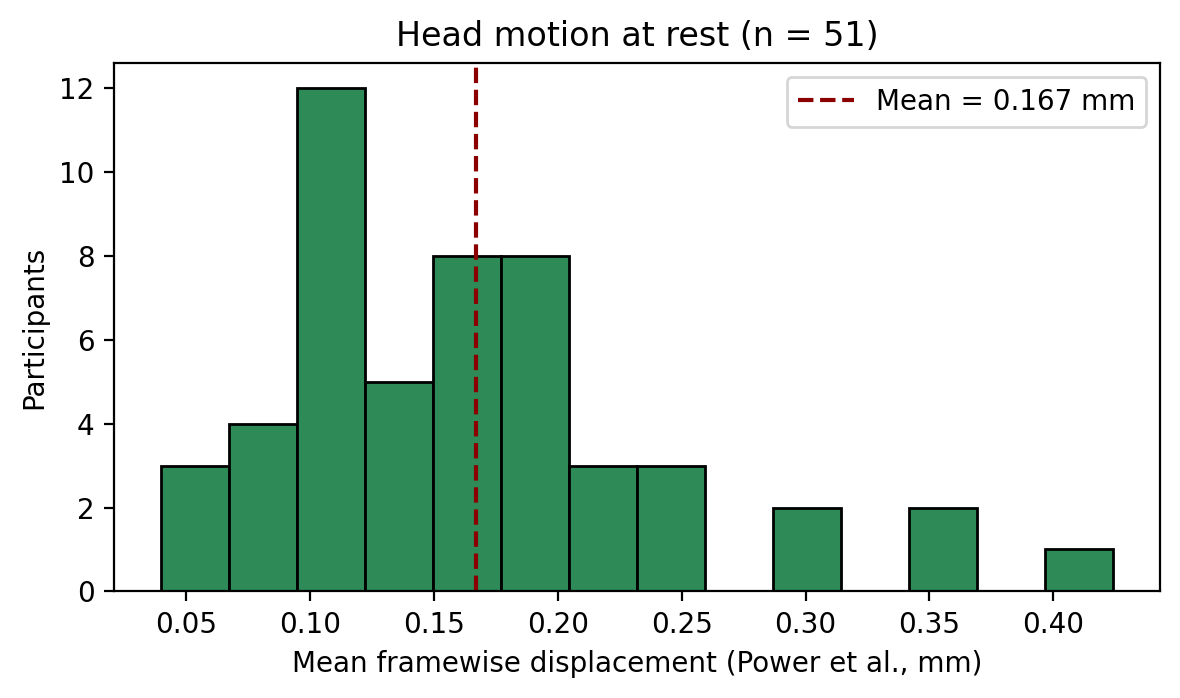 Head motion at rest (n = 51)
Mean = 0.167 mm
12
10
8
6
4
2
0
Participants
0.05 0.10 0.15 0.20 0.25 0.30 0.35 0.40
Mean framewise displacement (Power et al., mm)